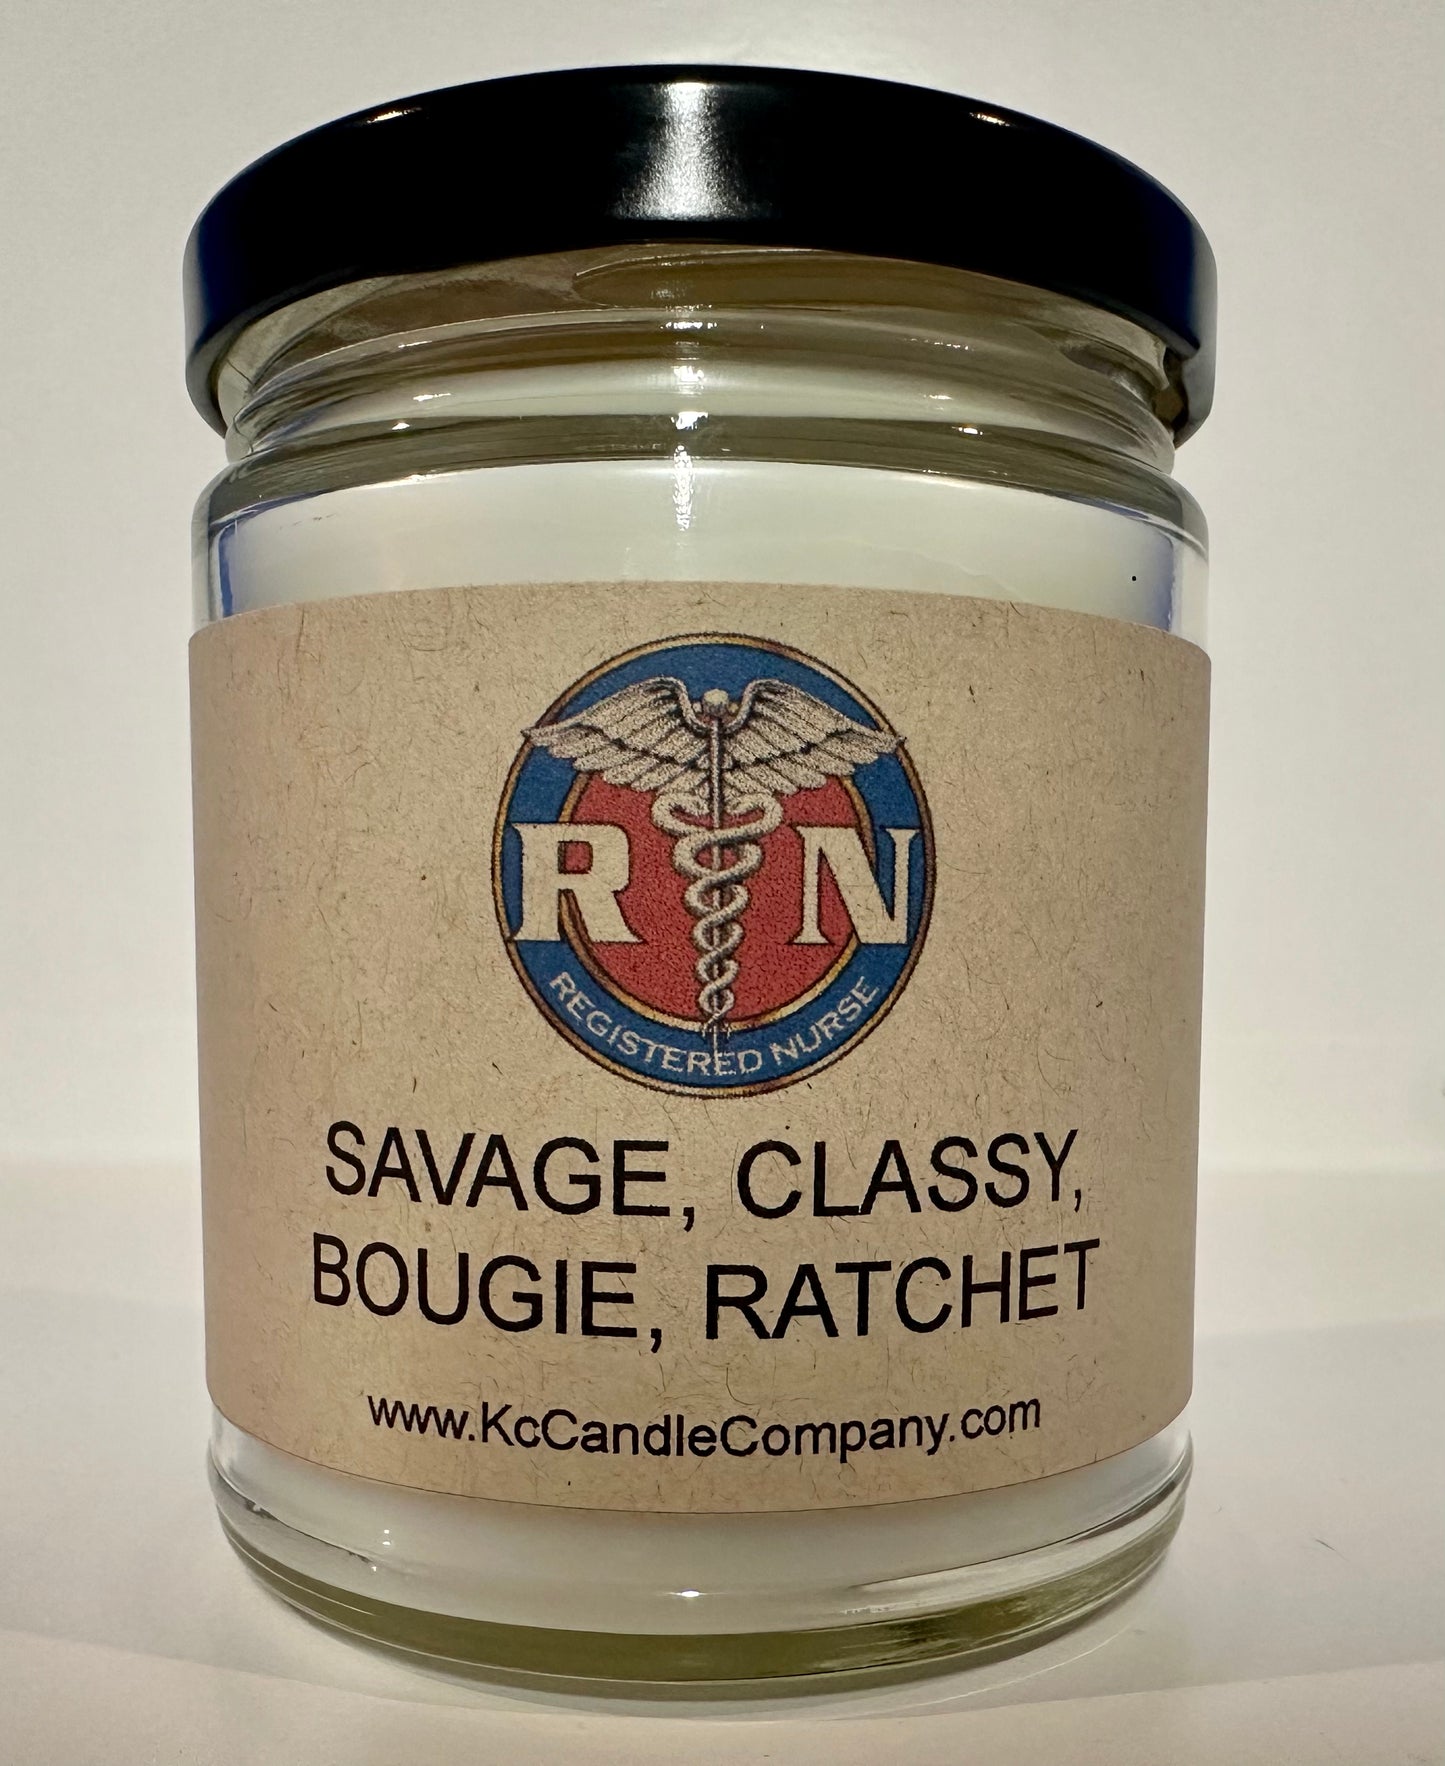 R N
REGISTERED NURSE
SAVAGE, CLASSY,
BOUGIE, RATCHET
www.KcCandleCompany.com